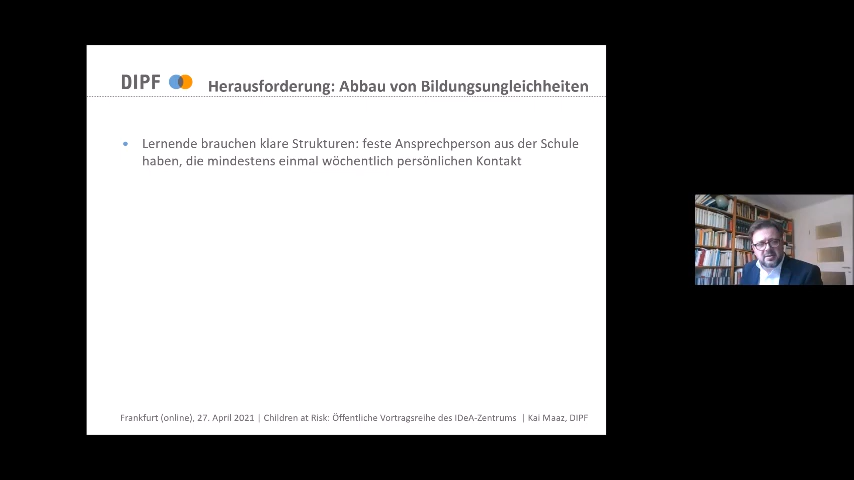 DIPF
Herausforderung: Abbau von Bildungsungleichheiten
• Lernende brauchen klare Strukturen: feste Ansprechperson aus der Schule
haben, die mindestens einmal wöchentlich persönlichen Kontakt
Frankfurt (online), 27. April 2021 | Children at Risk: Öffentliche Vortragsreihe des IDeA-Zentrums | Kai Maaz, DIPF